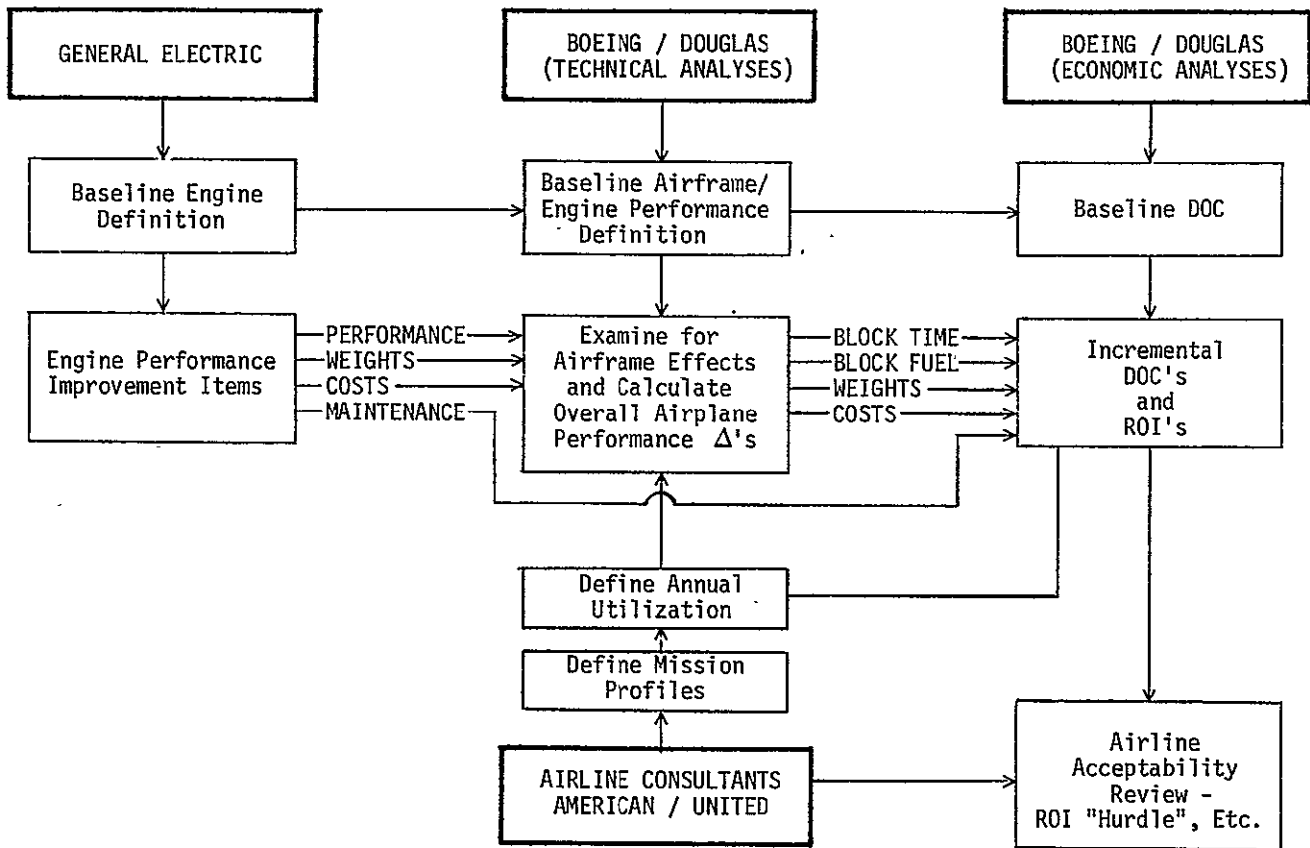 GENERAL ELECTRIC
BOEING / DOUGLAS
(TECHNICAL ANALYSES)
BOEING / DOUGLAS
(ECONOMIC ANALYSES)
Baseline Engine
Definition
Baseline Airframe/
Engine Performance
Definition
Baseline DOC
Engine Performance
Improvement Items
PERFORMANCE
WEIGHTS
COSTS
MAINTENANCE
Examine for
Airframe Effects
and Calculate
Overall Airplane
Performance Δ's
BLOCK TIME
BLOCK FUEL
WEIGHTS
COSTS
Incremental
DOC's
and
ROI's
Define Annual
Utilization
Define Mission
Profiles
AIRLINE CONSULTANTS
AMERICAN / UNITED
Airline
Acceptability
Review -
ROI "Hurdle", Etc.